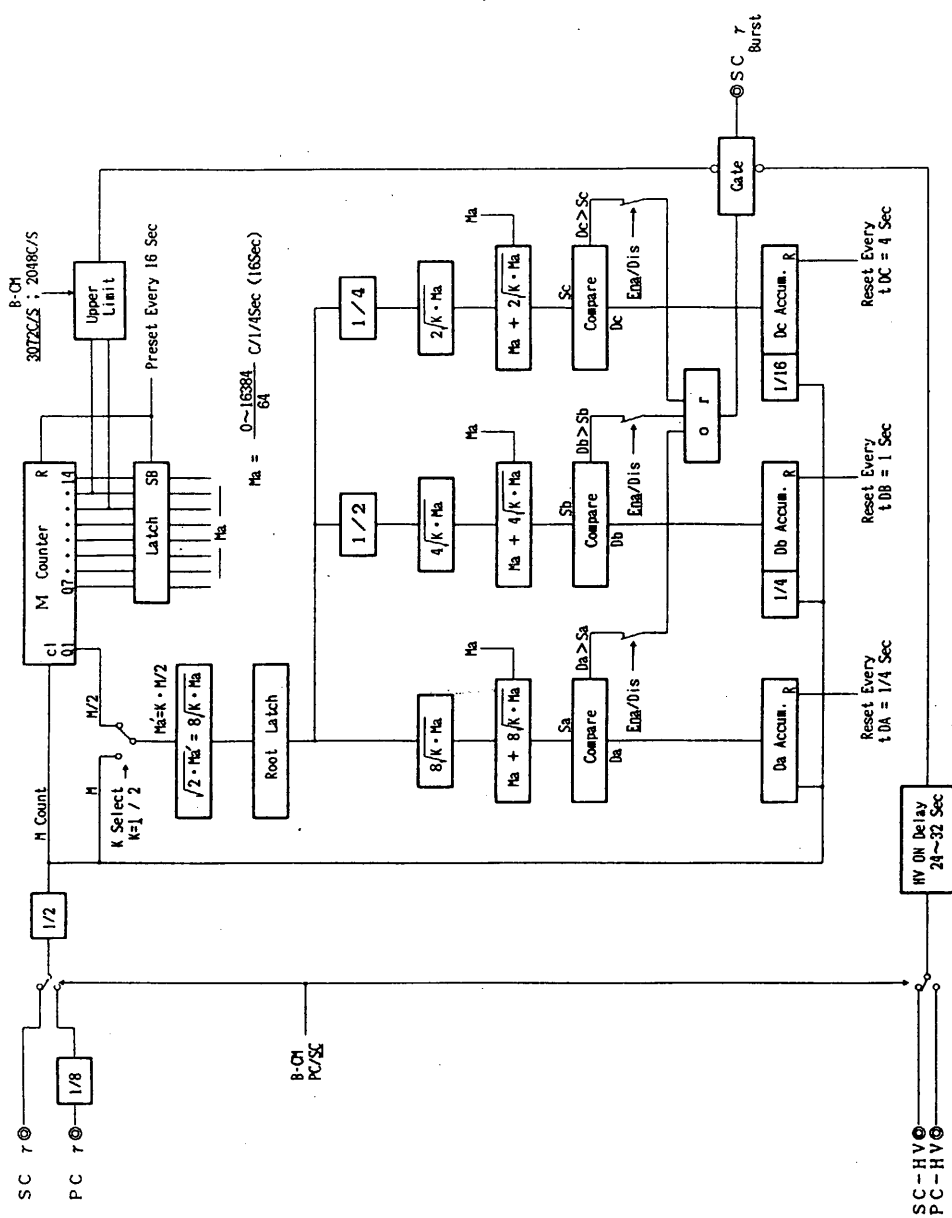 SC γ
PC γ
1/8
1/2
B-CM
PC/SC
SC-HV
PC-HV
HV ON Delay
24~32 Sec
M Count
K Select
K=1 / 2
M
M/2
Ma'=K・M/2
√2・Ma' = 8√K・Ma
Root Latch
cl
Q1
M Counter
Q7 ・ ・ ・ ・ ・ ・ 14
R
Latch
SB
Ma
B-CM
3072C/S ; 2048C/S
Upper
Limit
Preset Every 16 Sec
Ma = 0~16384 / 64 C/1/4Sec (16Sec)
8√K・Ma
Ma
Ma + 8√K・Ma
Sa
Compare
Da
Da>Sa
Ena/Dis
Da Accum.
R
Reset Every
t DA = 1/4 Sec
1/2
4√K・Ma
Ma
Ma + 4√K・Ma
Sb
Compare
Db
Db>Sb
Ena/Dis
1/4
Db Accum.
R
Reset Every
t DB = 1 Sec
1/4
2√K・Ma
Ma
Ma + 2√K・Ma
Sc
Compare
Dc
Dc>Sc
Ena/Dis
1/16
Dc Accum.
R
Reset Every
t DC = 4 Sec
o r
Gate
SC γ
Burst